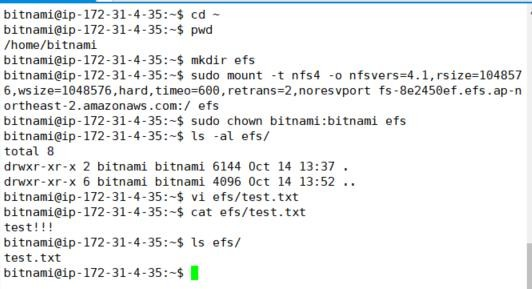 bitnami@ip-172-31-4-35:~$ cd ~
bitnami@ip-172-31-4-35:~$ pwd
/home/bitnami
bitnami@ip-172-31-4-35:~$ mkdir efs
bitnami@ip-172-31-4-35:~$ sudo mount -t nfs4 -o nfsvers=4.1,rsize=104857
6,wsize=1048576,hard,timeo=600,retrans=2,noresvport fs-8e2450ef.efs.ap-n
ortheast-2.amazonaws.com:/ efs
bitnami@ip-172-31-4-35:~$ sudo chown bitnami:bitnami efs
bitnami@ip-172-31-4-35:~$ ls -al efs/
total 8
drwxr-xr-x 2 bitnami bitnami 6144 Oct 14 13:37 .
drwxr-xr-x 6 bitnami bitnami 4096 Oct 14 13:52 ..
bitnami@ip-172-31-4-35:~$ vi efs/test.txt
bitnami@ip-172-31-4-35:~$ cat efs/test.txt
test!!!
bitnami@ip-172-31-4-35:~$ ls efs/
test.txt
bitnami@ip-172-31-4-35:~$